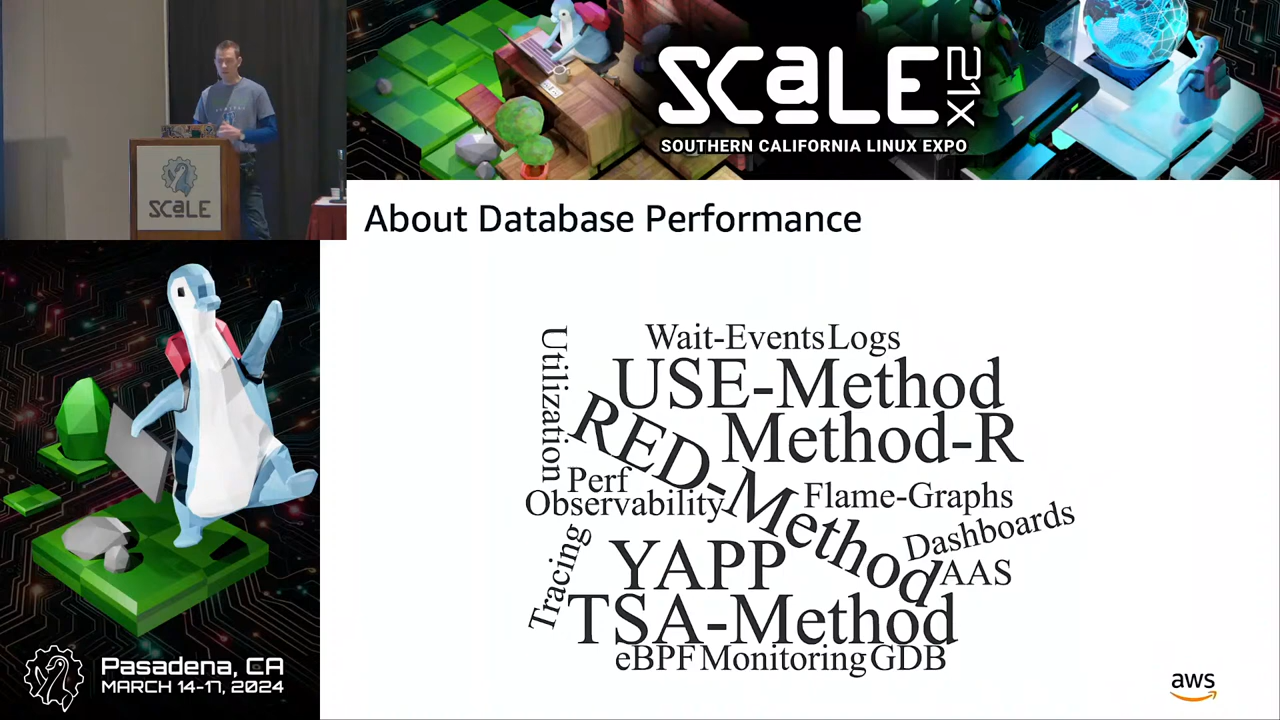 SCaLE 21X
SOUTHERN CALIFORNIA LINUX EXPO
SCaLE
About Database Performance
Wait-Events Logs
Utilization
USE-Method
RED-Method
Method-R
Perf
Observability
Flame-Graphs
Dashboards
Tracing
YAPP
AAS
TSA-Method
eBPF Monitoring GDB
Pasadena, CA
MARCH 14-17, 2024
aws